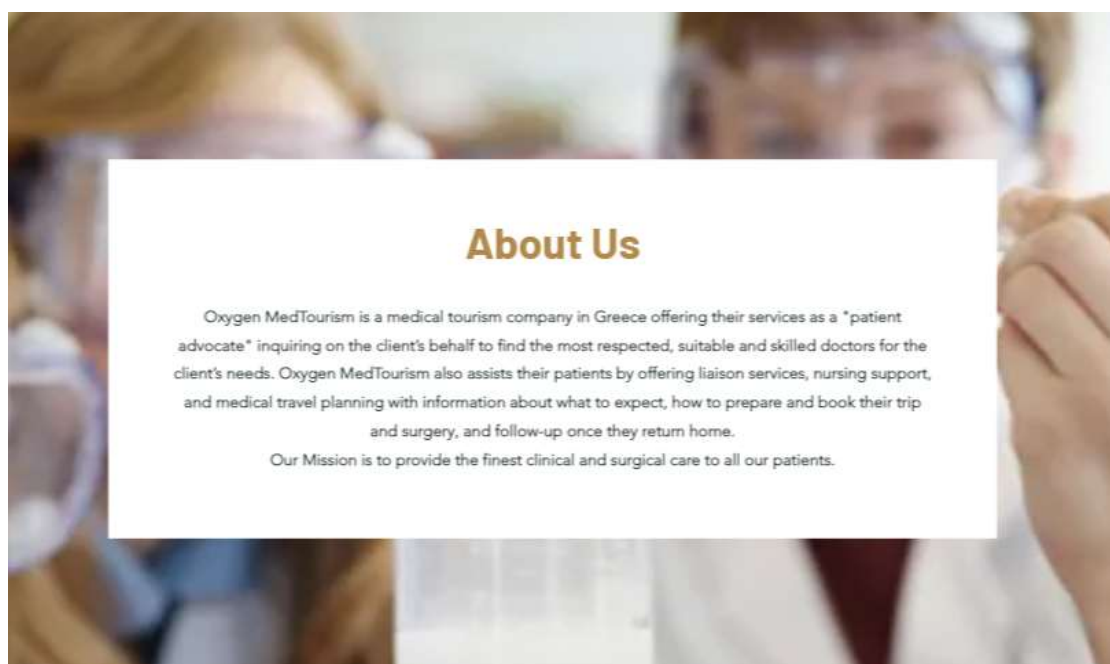 About Us
Oxygen MedTourism is a medical tourism company in Greece offering their services as a "patient
advocate" inquiring on the client's behalf to find the most respected, suitable and skilled doctors for the
client's needs. Oxygen MedTourism also assists their patients by offering liaison services, nursing support,
and medical travel planning with information about what to expect, how to prepare and book their trip
and surgery, and follow-up once they return home.
Our Mission is to provide the finest clinical and surgical care to all our patients.